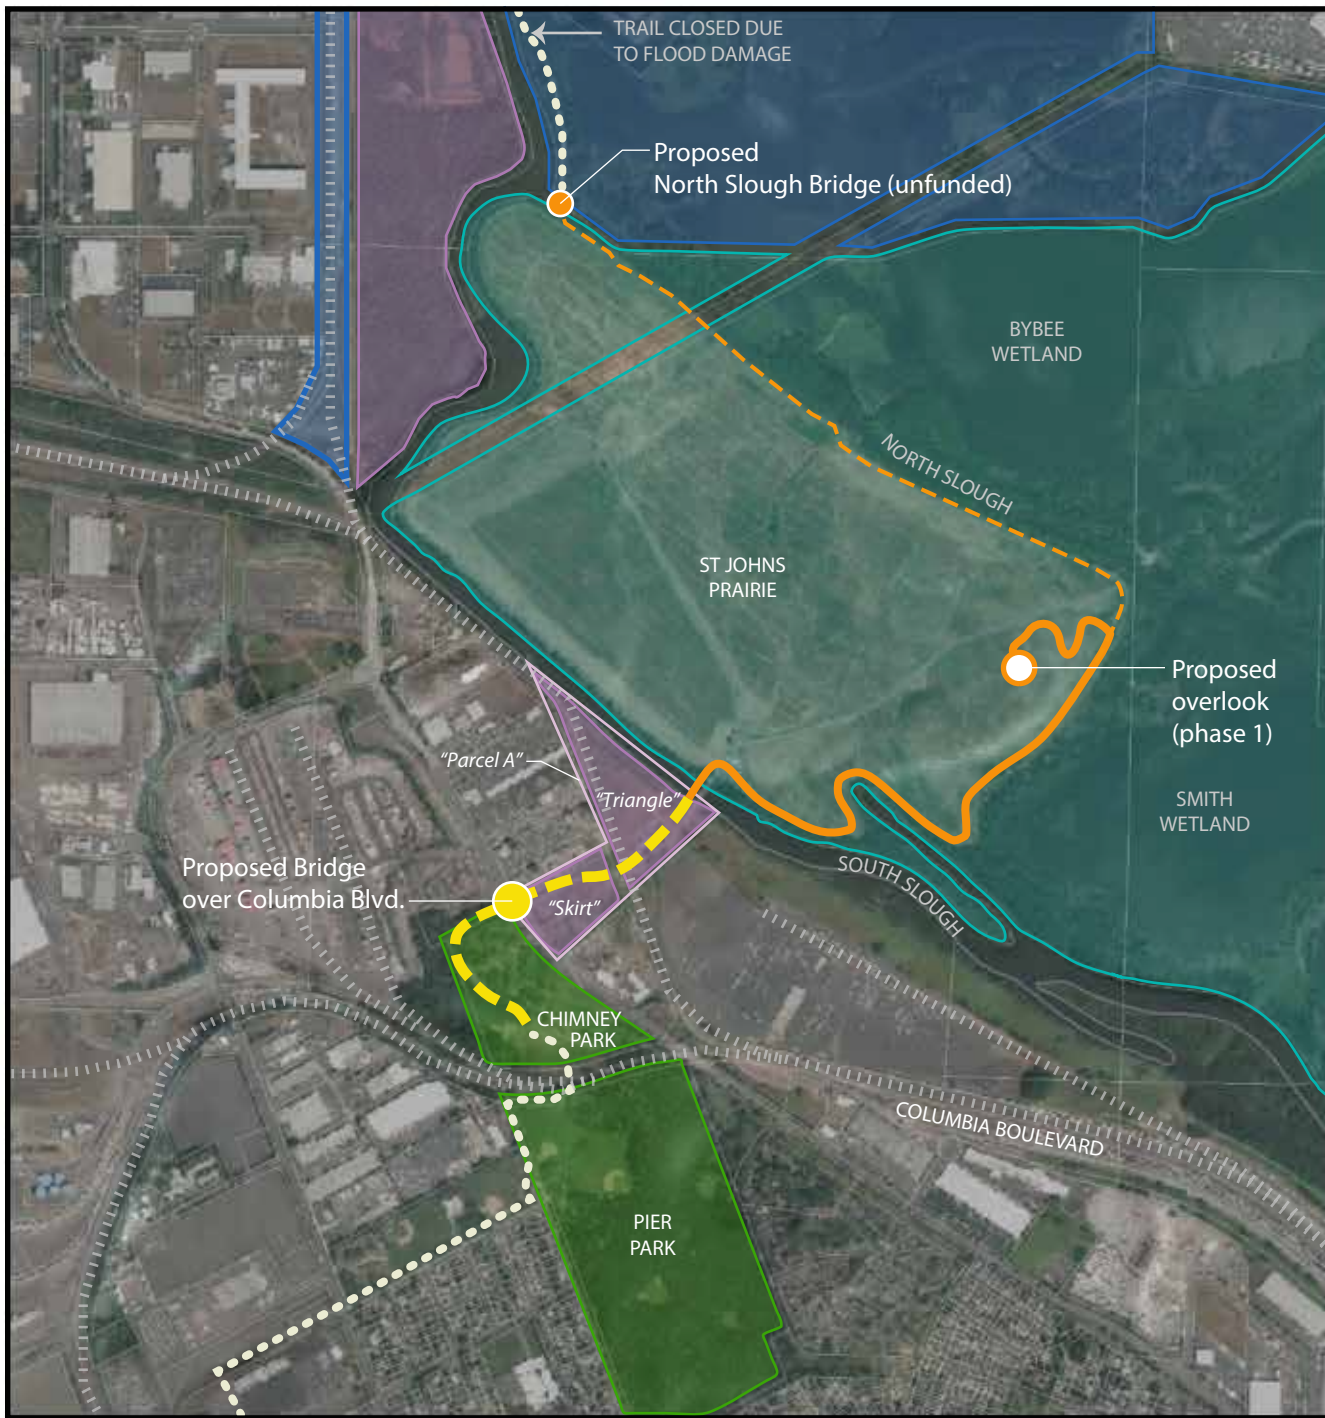 TRAIL CLOSED DUE
TO FLOOD DAMAGE
Proposed
North Slough Bridge (unfunded)
BYBEE
WETLAND
NORTH SLOUGH
ST JOHNS
PRAIRIE
Proposed
overlook
(phase 1)
"Parcel A"
"Triangle"
SMITH
WETLAND
Proposed Bridge
over Columbia Blvd.
SOUTH SLOUGH
"Skirt"
CHIMNEY
PARK
COLUMBIA BOULEVARD
PIER
PARK